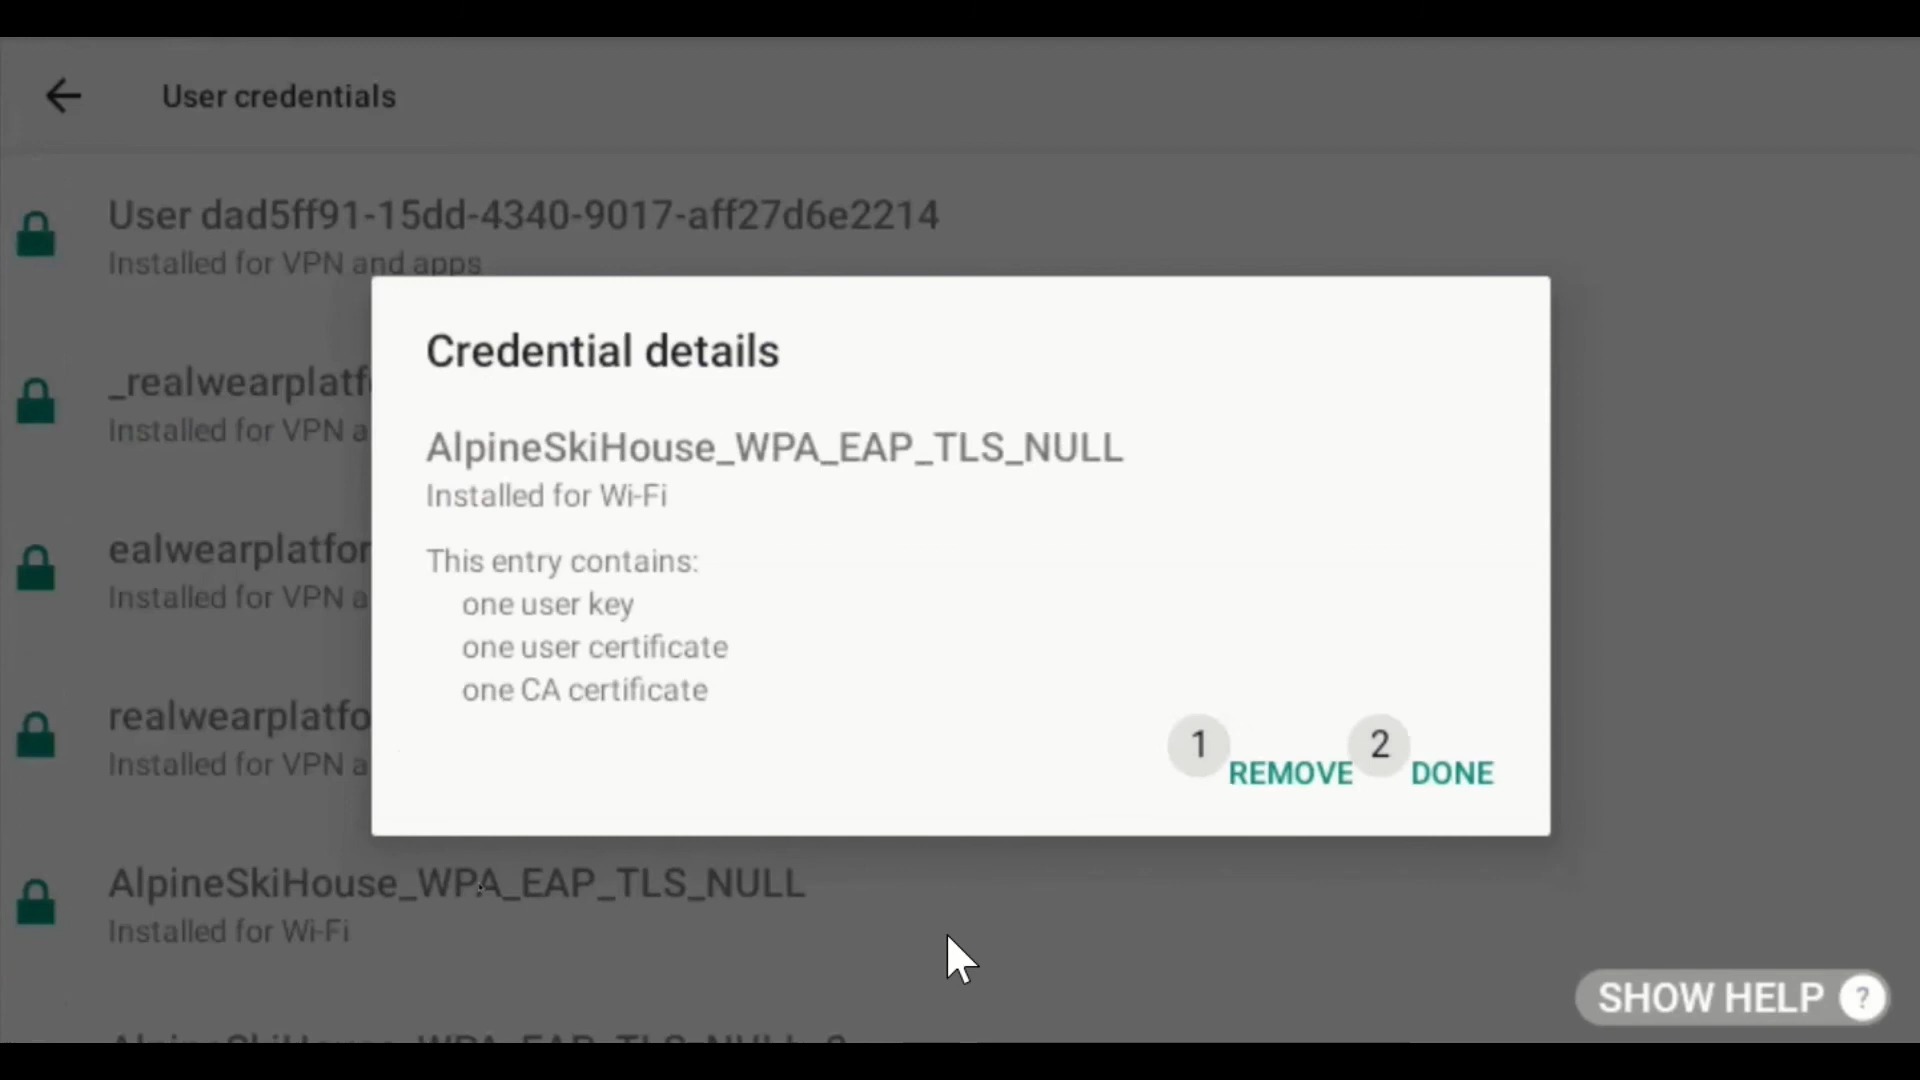 User credentials
User dad5ff91-15dd-4340-9017-aff27d6e2214
Installed for VPN and apps
_realwearplatf
Installed for VPN a
ealwearplatfor
Installed for VPN a
realwearplatfo
Installed for VPN a
Credential details
AlpineSkiHouse_WPA_EAP_TLS_NULL
Installed for Wi-Fi
This entry contains:
one user key
one user certificate
one CA certificate
1 REMOVE 2 DONE
AlpineSkiHouse_WPA_EAP_TLS_NULL
Installed for Wi-Fi
SHOW HELP ?